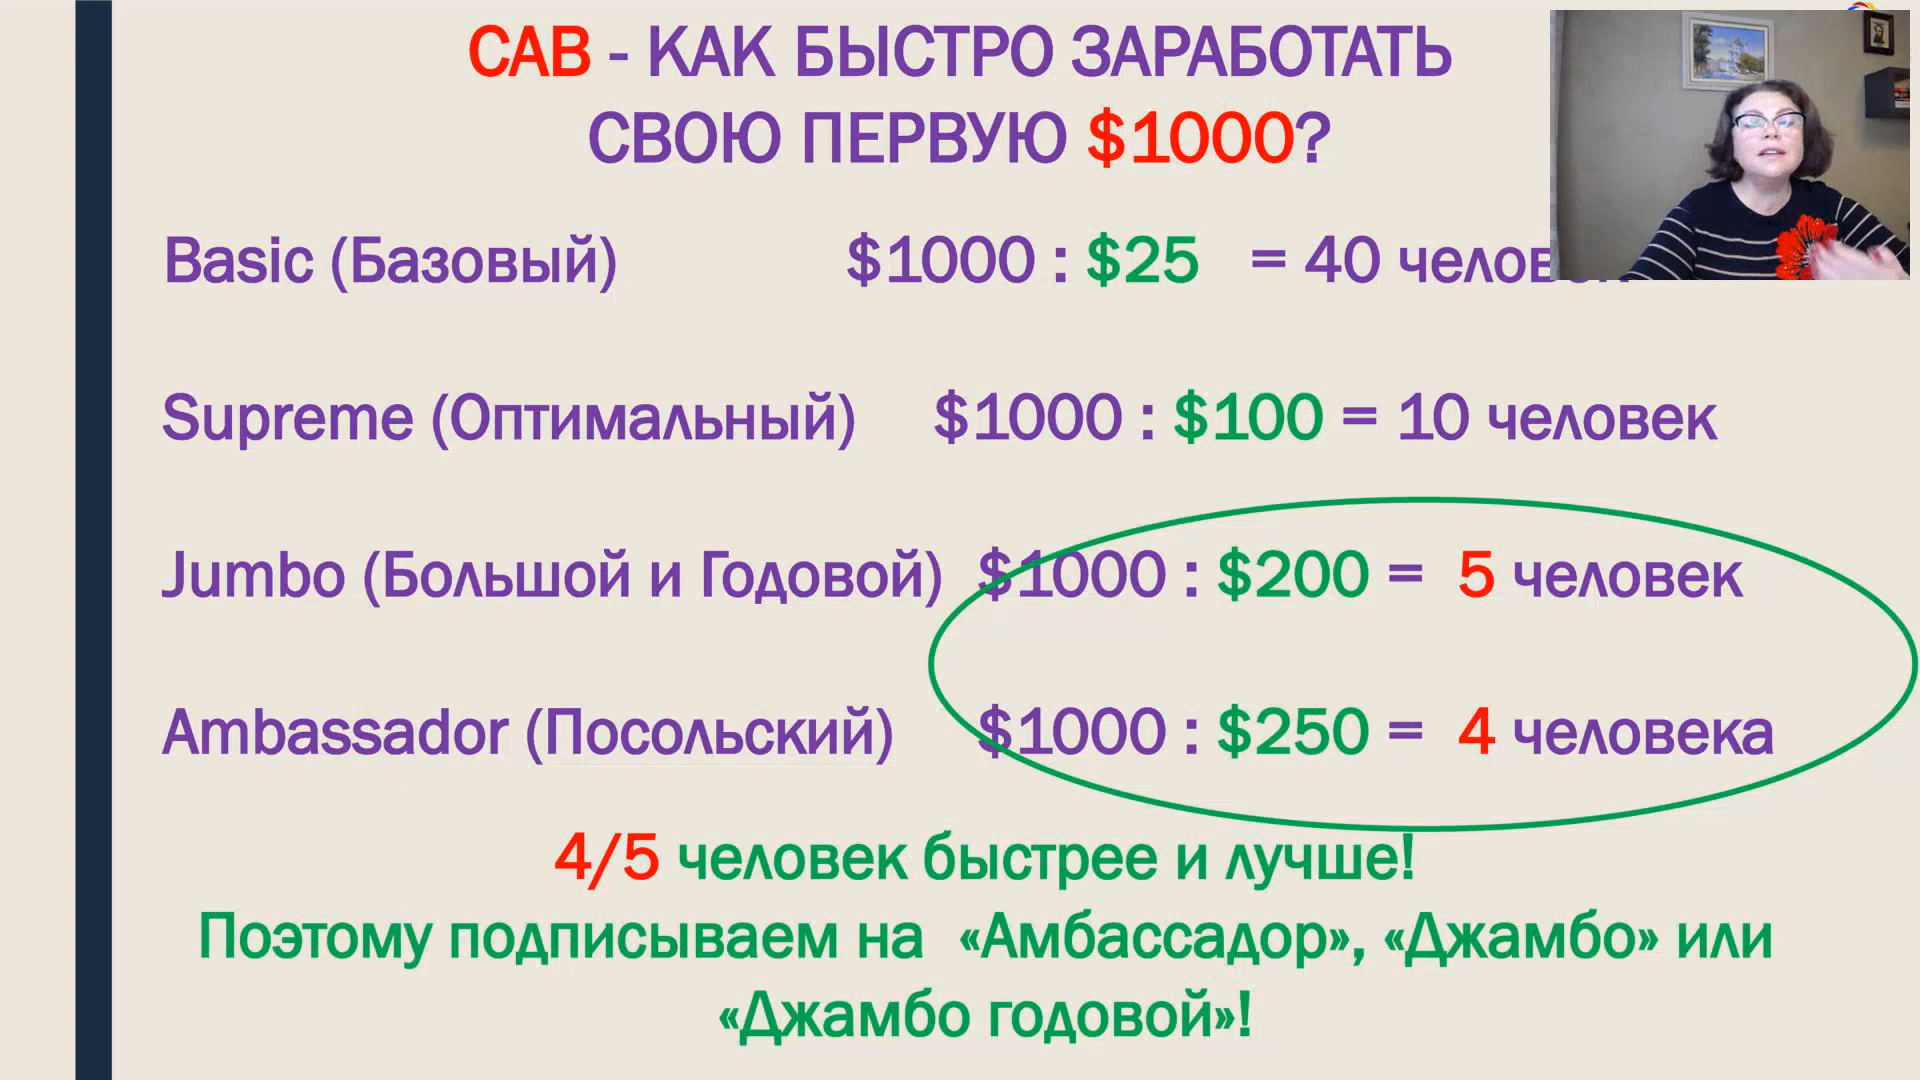 САВ - КАК БЫСТРО ЗАРАБОТАТЬ
СВОЮ ПЕРВУЮ $1000?
Basic (Базовый) $1000 : $25 = 40
Supreme (Оптимальный) $1000 : $100 = 10 человек
Jumbo (Большой и Годовой) $1000 : $200 = 5 человек
Ambassador (Посольский) $1000 : $250 = 4 человека
4/5 человек быстрее и лучше!
Поэтому подписываем на «Амбассадор», «Джамбо» или
«Джамбо годовой»!